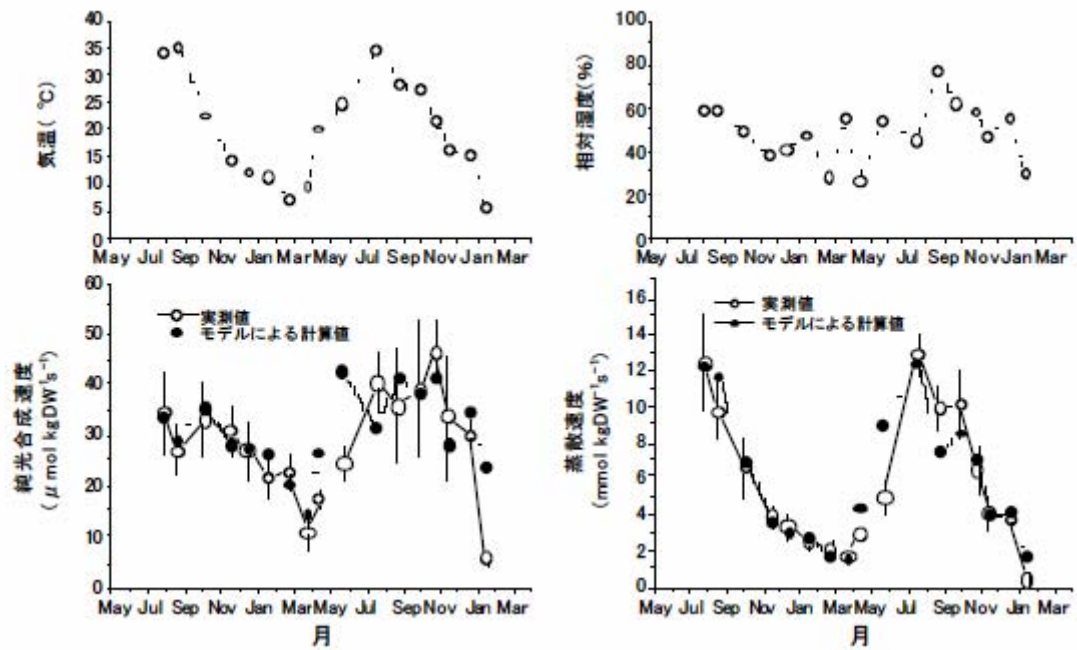 気温(℃)
40
35
30
25
20
15
10
5
0
May Jul Sep Nov Jan Mar May Jul Sep Nov Jan Mar
相対湿度(%)
100
80
60
40
20
0
May Jul Sep Nov Jan Mar May Jul Sep Nov Jan Mar
純光合成速度
(μmol kgDW⁻¹s⁻¹)
60
50
40
30
20
10
0
実測値
モデルによる計算値
May Jul Sep Nov Jan Mar May Jul Sep Nov Jan Mar
月
蒸散速度
(mmol kgDW⁻¹s⁻¹)
16
14
12
10
8
6
4
2
0
実測値
モデルによる計算値
May Jul Sep Nov Jan Mar May Jul Sep Nov Jan Mar
月